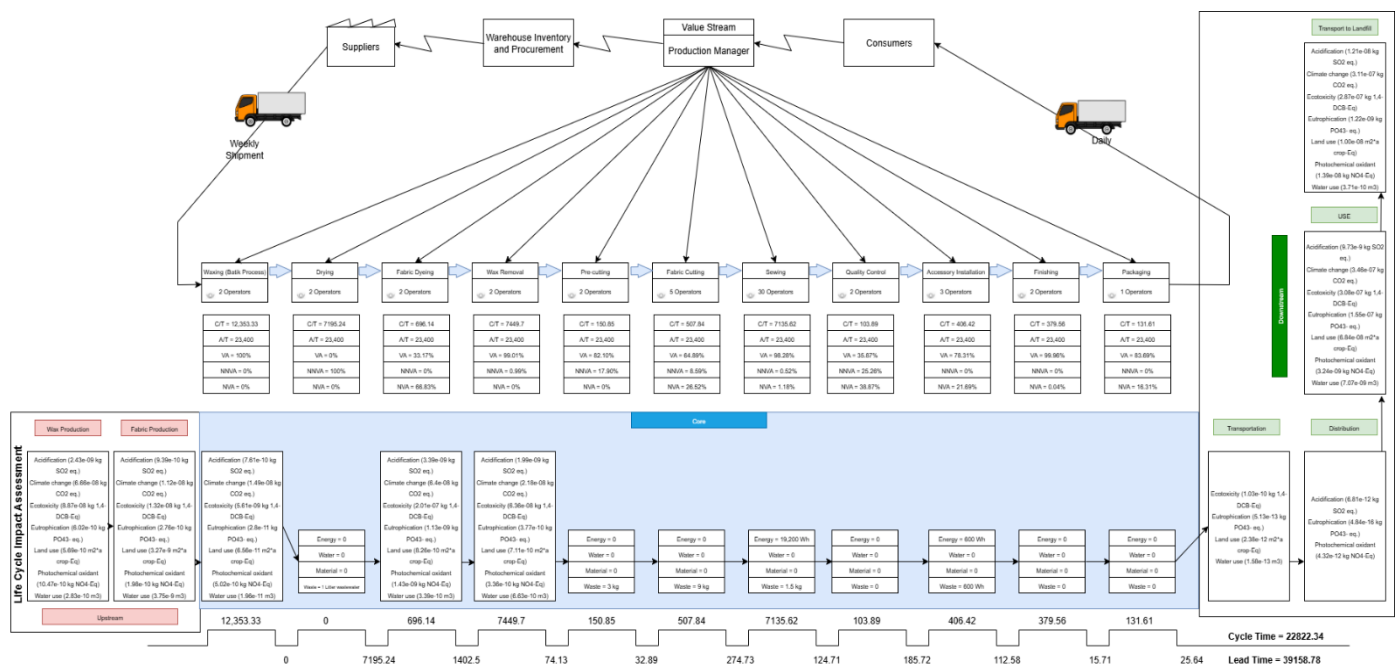 Suppliers
Warehouse Inventory
and Procurement
Value Stream
Production Manager
Consumers
Weekly
Shipment
Daily
Waxing (Batik Process)
2 Operators
C/T = 12,353.33
A/T = 23,400
VA = 100%
NNVA = 0%
NVA = 0%
Drying
2 Operators
C/T = 7195.24
A/T = 23,400
VA = 0%
NNVA = 100%
NVA = 0%
Fabric Dyeing
2 Operators
C/T = 696.14
A/T = 23,400
VA = 33.17%
NNVA = 0%
NVA = 66.83%
Wax Removal
2 Operators
C/T = 7449.7
A/T = 23,400
VA = 99.01%
NNVA = 0.99%
NVA = 0%
Pre-cutting
2 Operators
C/T = 150.85
A/T = 23,400
VA = 82.10%
NNVA = 17.90%
NVA = 0%
Fabric Cutting
5 Operators
C/T = 507.84
A/T = 23,400
VA = 64.89%
NNVA = 8.59%
NVA = 26.52%
Sewing
30 Operators
C/T = 7135.62
A/T = 23,400
VA = 98.28%
NNVA = 0.52%
NVA = 1.18%
Quality Control
2 Operators
C/T = 103.89
A/T = 23,400
VA = 35.87%
NNVA = 25.26%
NVA = 38.87%
Accessory Installation
3 Operators
C/T = 406.42
A/T = 23,400
VA = 78.31%
NNVA = 0%
NVA = 21.69%
Finishing
2 Operators
C/T = 379.56
A/T = 23,400
VA = 99.96%
NNVA = 0%
NVA = 0.04%
Packaging
1 Operators
C/T = 131.61
A/T = 23,400
VA = 83.69%
NNVA = 0%
NVA = 16.31%
Life Cycle Impact Assessment
Wax Production
Acidification (2.43e-09 kg
SO2 eq.)
Climate change (6.66e-08 kg
CO2 eq.)
Ecotoxicity (8.87e-08 kg 1,4-
DCB-Eq)
Eutrophication (6.02e-10 kg
PO43- eq.)
Land use (5.69e-10 m2*a
crop-Eq)
Photochemical oxidant
(10.47e-10 kg NO4-Eq)
Water use (2.83e-10 m3)
Fabric Production
Acidification (9.39e-10 kg
SO2 eq.)
Climate change (1.12e-08 kg
CO2 eq.)
Ecotoxicity (1.32e-08 kg 1,4-
DCB-Eq)
Eutrophication (2.76e-10 kg
PO43- eq.)
Land use (3.27e-9 m2*a
crop-Eq)
Photochemical oxidant
(1.98e-10 kg NO4-Eq)
Water use (3.75e-9 m3)
Upstream
Core
Acidification (7.61e-10 kg
SO2 eq.)
Climate change (1.49e-08 kg
CO2 eq.)
Ecotoxicity (5.61e-09 kg 1,4-
DCB-Eq)
Eutrophication (2.8e-11 kg
PO43- eq.)
Land use (6.56e-11 m2*a
crop-Eq)
Photochemical oxidant
(5.02e-10 kg NO4-Eq)
Water use (1.96e-11 m3)
Energy = 0
Water = 0
Material = 0
Waste = 1 Liter wastewater
Acidification (3.39e-09 kg
SO2 eq.)
Climate change (6.4e-08 kg
CO2 eq.)
Ecotoxicity (2.01e-07 kg 1,4-
DCB-Eq)
Eutrophication (1.13e-09 kg
PO43- eq.)
Land use (6.26e-10 m2*a
crop-Eq)
Photochemical oxidant
(1.43e-09 kg NO4-Eq)
Water use (3.39e-10 m3)
Acidification (1.99e-09 kg
SO2 eq.)
Climate change (2.18e-08 kg
CO2 eq.)
Ecotoxicity (6.36e-08 kg 1,4-
DCB-Eq)
Eutrophication (3.77e-10 kg
PO43- eq.)
Land use (7.11e-10 m2*a
crop-Eq)
Photochemical oxidant
(3.36e-10 kg NO4-Eq)
Water use (6.63e-10 m3)
Energy = 0
Water = 0
Material = 0
Waste = 3 kg
Energy = 0
Water = 0
Material = 0
Waste = 9 kg
Energy = 19,200 Wh
Water = 0
Material = 0
Waste = 1.5 kg
Energy = 0
Water = 0
Material = 0
Waste = 0
Energy = 600 Wh
Water = 0
Material = 0
Waste = 600 Wh
Energy = 0
Water = 0
Material = 0
Waste = 0
Energy = 0
Water = 0
Material = 0
Waste = 0
Downstream
Transport to Landfill
Acidification (1.21e-08 kg
SO2 eq.)
Climate change (3.11e-07 kg
CO2 eq.)
Ecotoxicity (2.87e-07 kg 1,4-
DCB-Eq)
Eutrophication (1.22e-09 kg
PO43- eq.)
Land use (1.00e-08 m2*a
crop-Eq)
Photochemical oxidant
(1.39e-08 kg NO4-Eq)
Water use (3.71e-10 m3)
USE
Acidification (9.73e-9 kg SO2
eq.)
Climate change (3.46e-07 kg
CO2 eq.)
Ecotoxicity (3.06e-07 kg 1,4-
DCB-Eq)
Eutrophication (1.55e-07 kg
PO43- eq.)
Land use (6.84e-08 m2*a
crop-Eq)
Photochemical oxidant
(3.24e-09 kg NO4-Eq)
Water use (7.07e-09 m3)
Transportation
Ecotoxicity (1.03e-10 kg 1,4-
DCB-Eq)
Eutrophication (5.13e-13 kg
PO43- eq.)
Land use (2.38e-12 m2*a
crop-Eq)
Water use (1.58e-13 m3)
Distribution
Acidification (6.81e-12 kg
SO2 eq.)
Eutrophication (4.84e-16 kg
PO43- eq.)
Photochemical oxidant
(4.32e-12 kg NO4-Eq)
12,353.33 0 696.14 7449.7 150.85 507.84 7135.62 103.89 406.42 379.56 131.61
Cycle Time = 22822.34
0 7195.24 1402.5 74.13 32.89 274.73 124.71 185.72 112.58 15.71 25.64
Lead Time = 39158.78